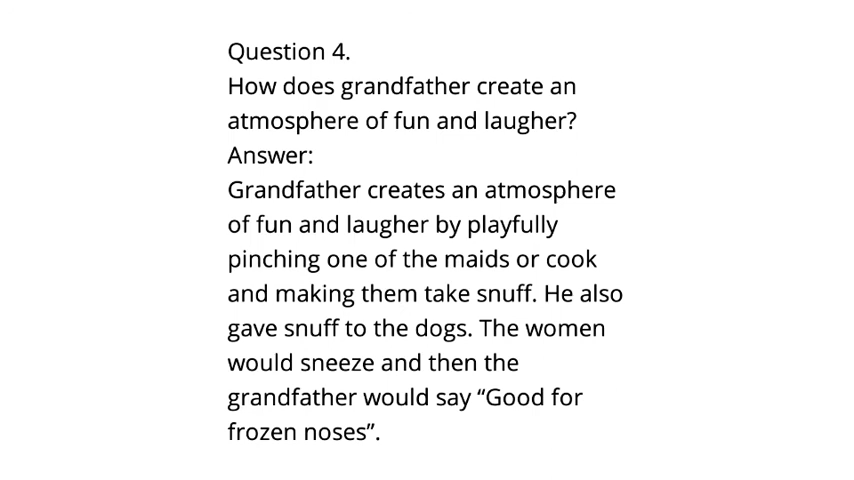 Question 4.
How does grandfather create an
atmosphere of fun and laugher?
Answer:
Grandfather creates an atmosphere
of fun and laugher by playfully
pinching one of the maids or cook
and making them take snuff. He also
gave snuff to the dogs. The women
would sneeze and then the
grandfather would say “Good for
frozen noses”.